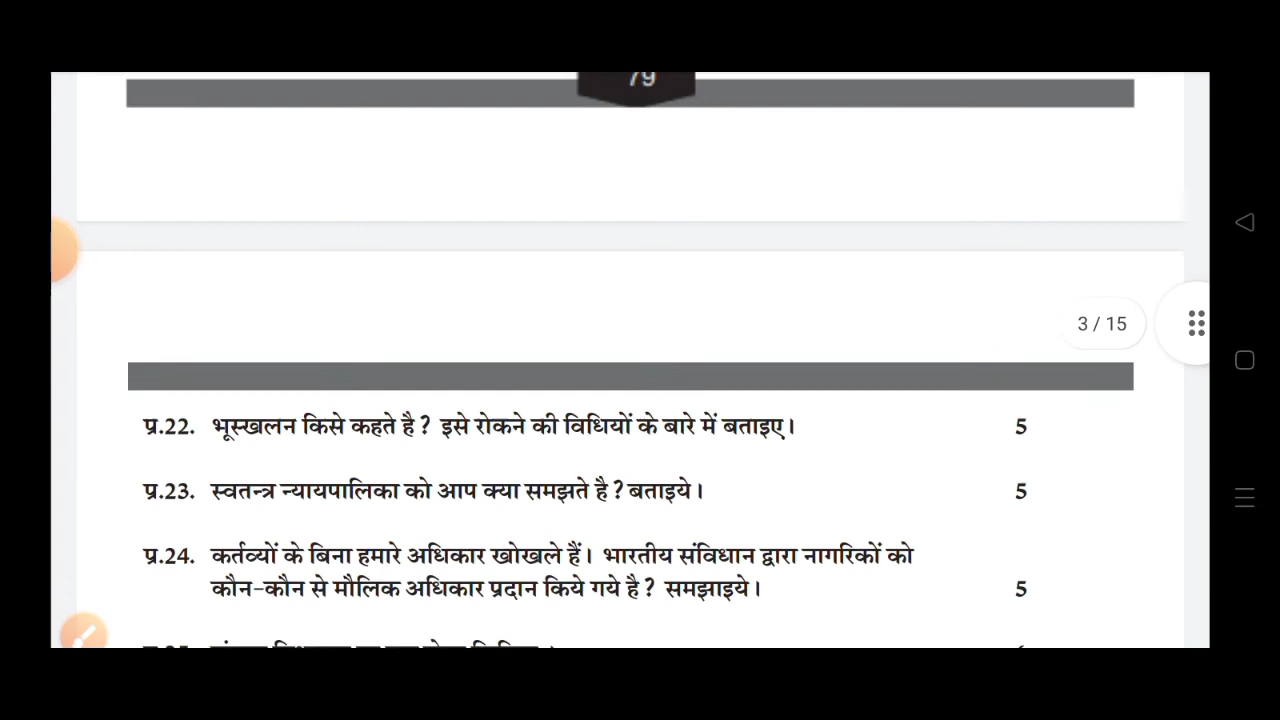 79
3 / 15
प्र.22. भूस्खलन किसे कहते है ? इसे रोकने की विधियों के बारे में बताइए। 5
प्र.23. स्वतन्त्र न्यायपालिका को आप क्या समझते है ? बताइये। 5
प्र.24. कर्तव्यों के बिना हमारे अधिकार खोखले हैं। भारतीय संविधान द्वारा नागरिकों को
कौन-कौन से मौलिक अधिकार प्रदान किये गये है ? समझाइये। 5